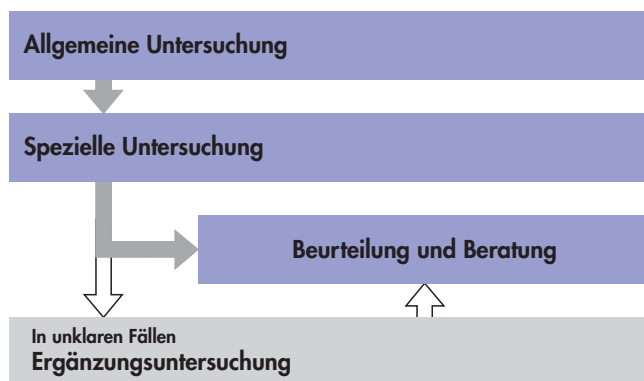 Allgemeine Untersuchung
Spezielle Untersuchung
Beurteilung und Beratung
In unklaren Fällen
Ergänzungsuntersuchung